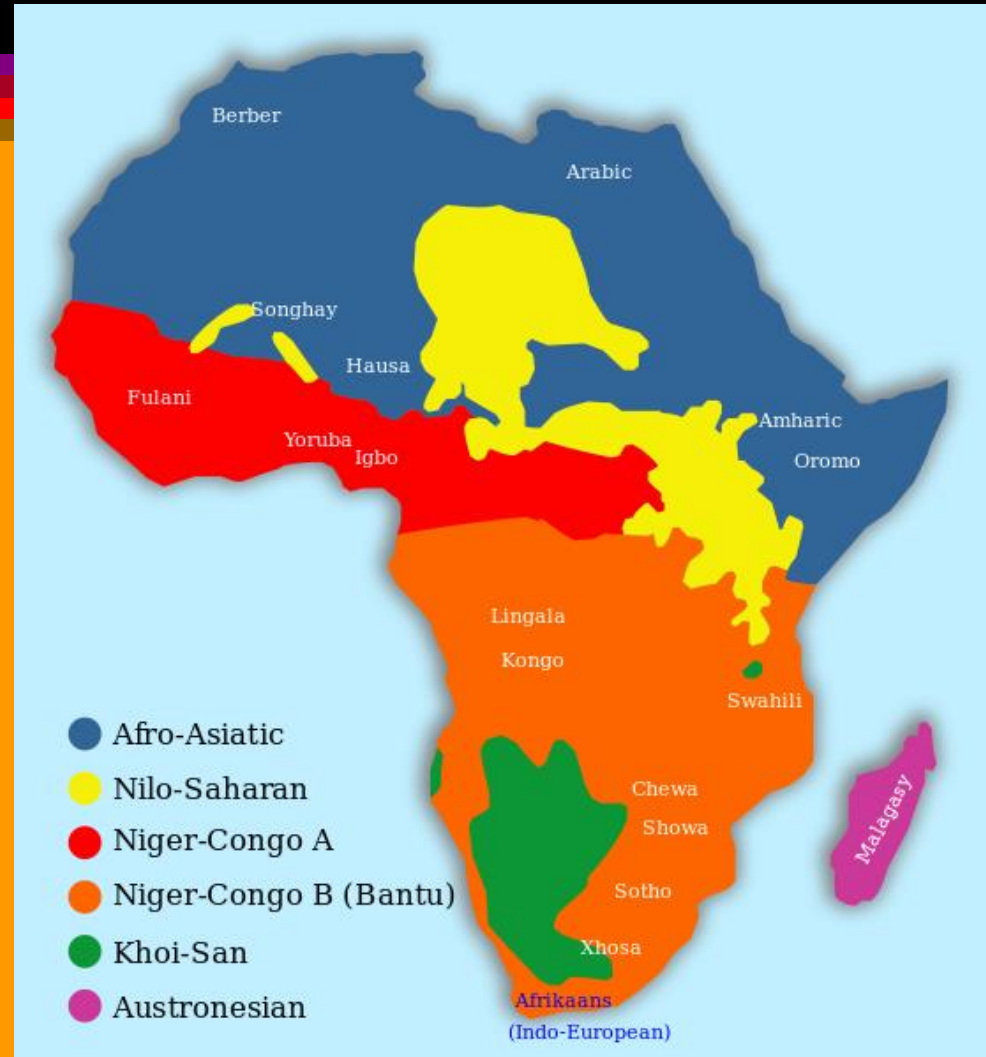 Berber
Arabic
Songhay
Hausa
Fulani
Amharic
Yoruba
Igbo
Oromo
Lingala
Kongo
Swahili
Chewa
Showa
Malagasy
Sotho
Xhosa
Afrikaans
(Indo-European)
Afro-Asiatic
Nilo-Saharan
Niger-Congo A
Niger-Congo B (Bantu)
Khoi-San
Austronesian